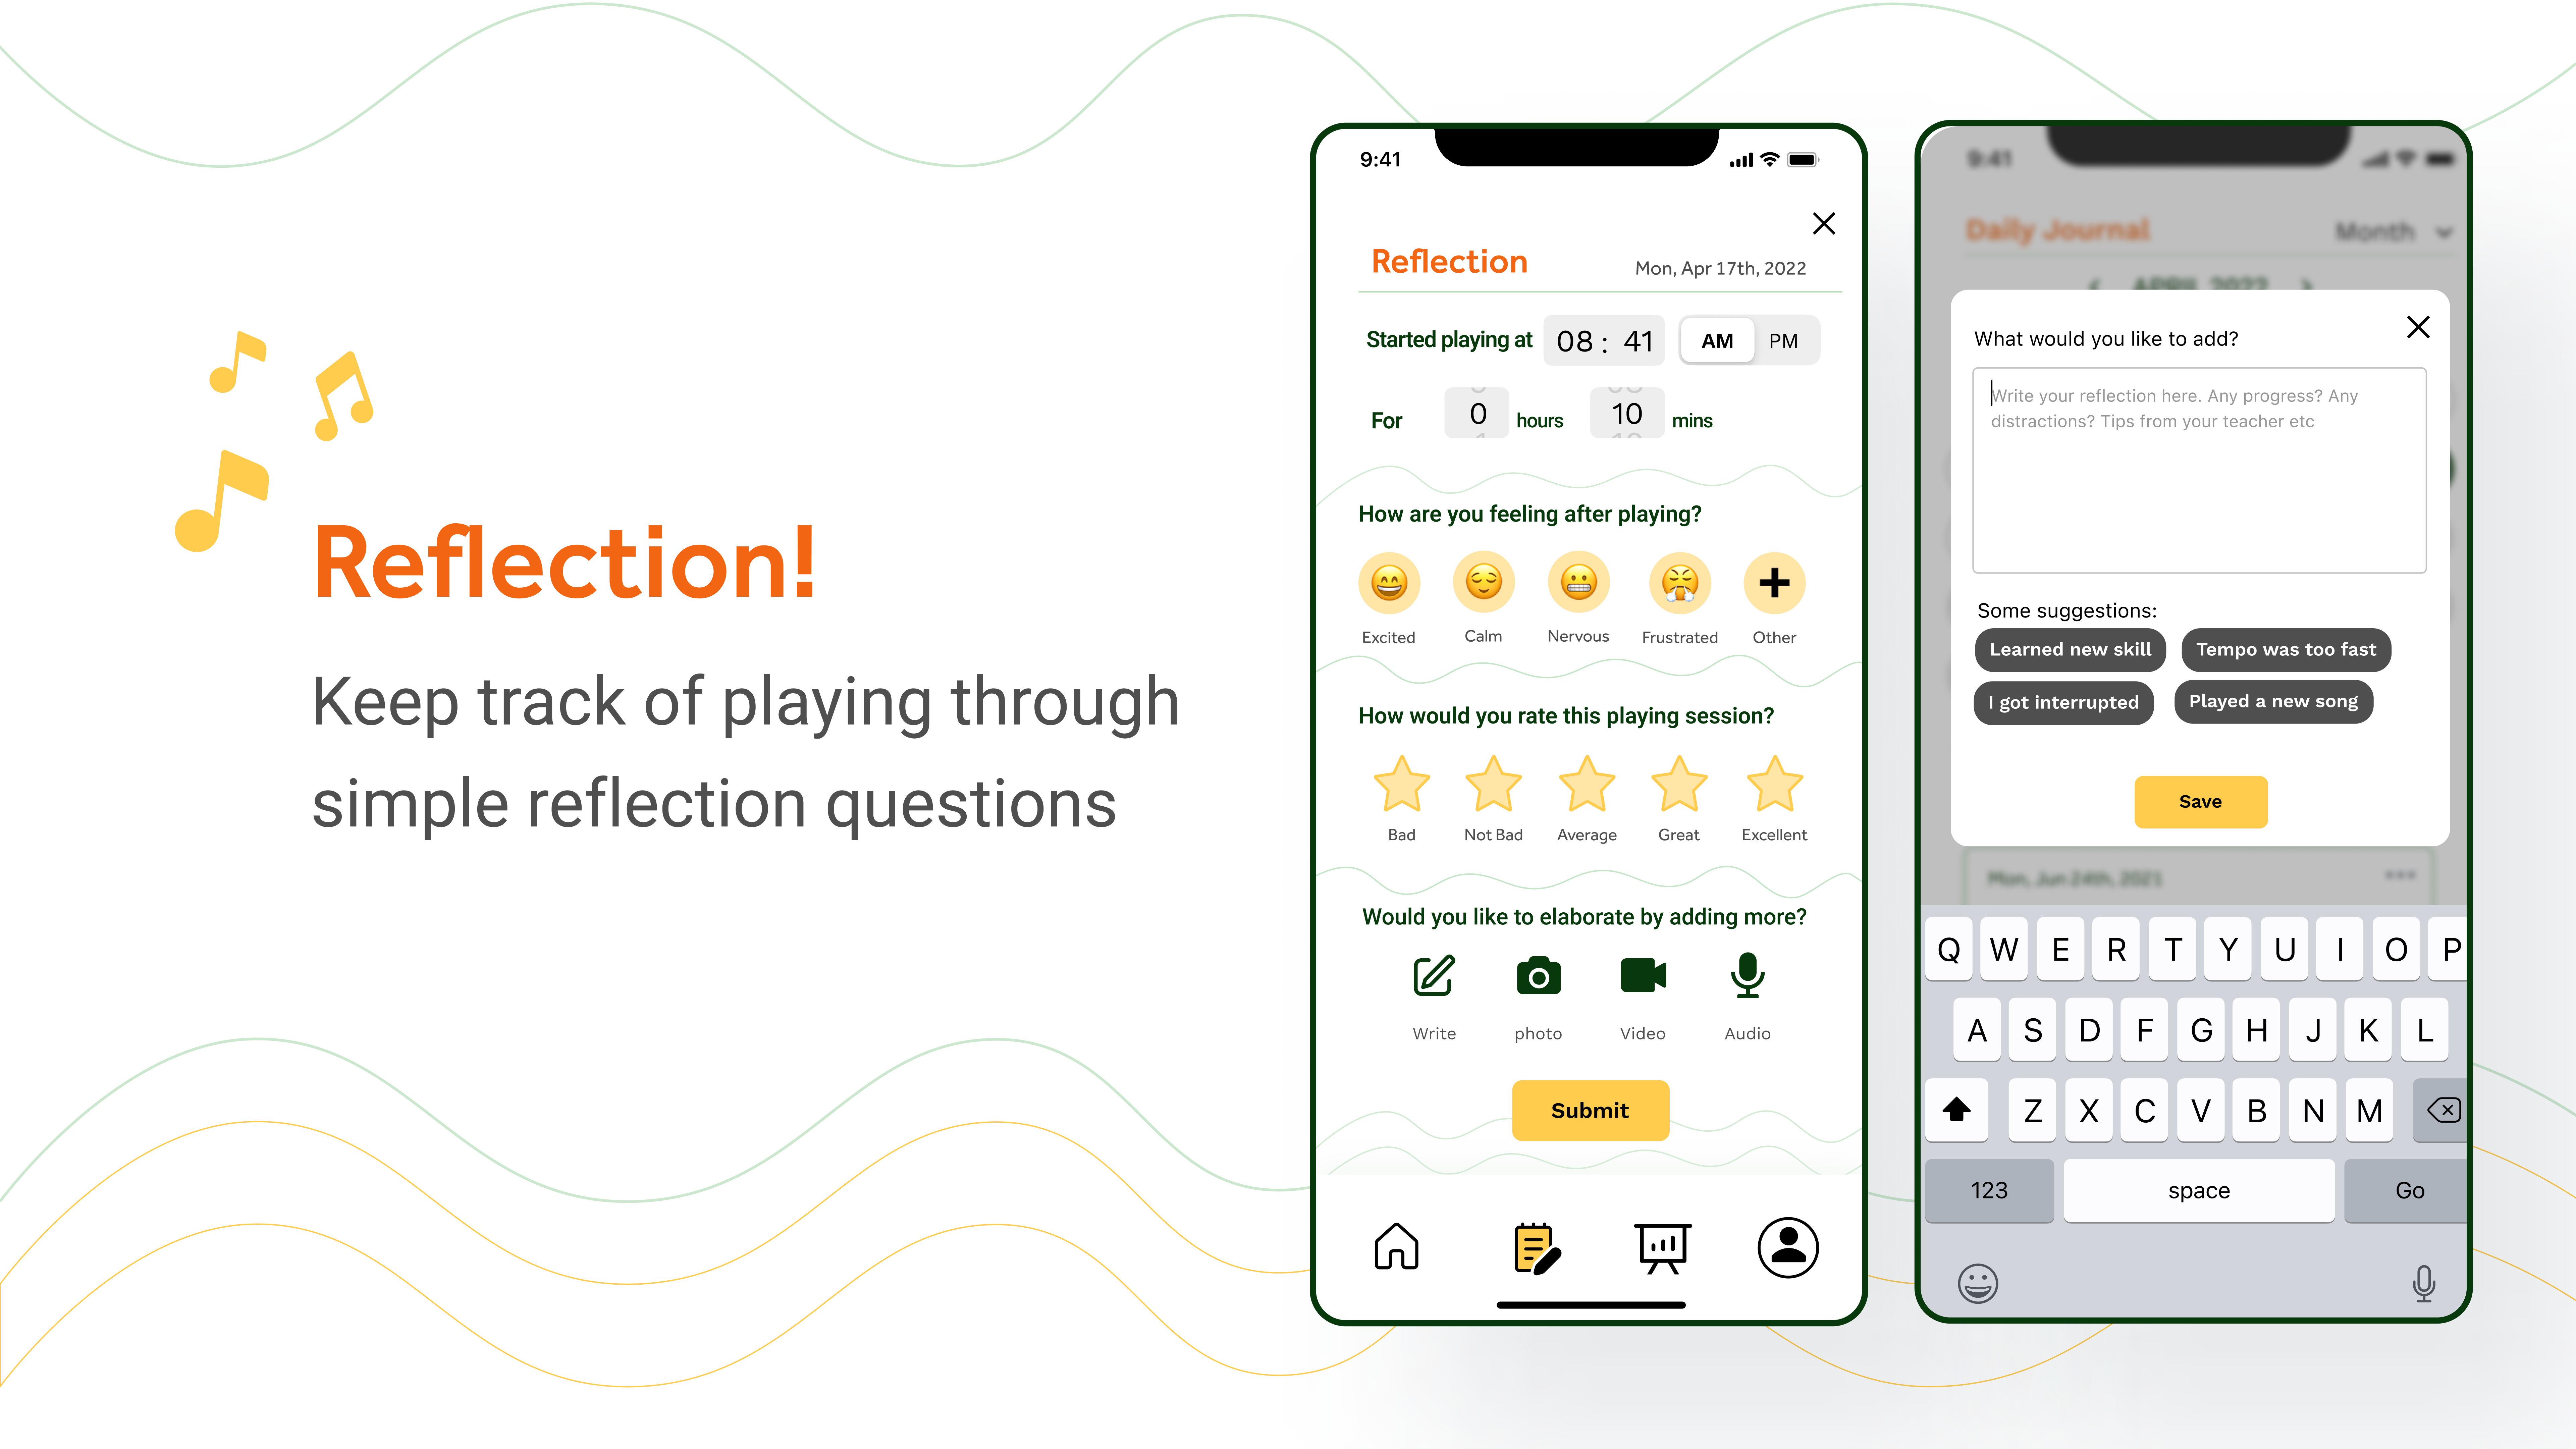 Reflection!
Keep track of playing through
simple reflection questions
9:41
Reflection
Mon, Apr 17th, 2022
Started playing at 08 : 41 AM PM
For 0 hours 10 mins
How are you feeling after playing?
Excited Calm Nervous Frustrated Other
How would you rate this playing session?
Bad Not Bad Average Great Excellent
Would you like to elaborate by adding more?
Write photo Video Audio
Submit
9:41
Daily Journal Month
APRIL 2022
What would you like to add?
Write your reflection here. Any progress? Any
distractions? Tips from your teacher etc
Some suggestions:
Learned new skill Tempo was too fast
I got interrupted Played a new song
Save
Mon, Jun 24th, 2021
Q W E R T Y U I O P
A S D F G H J K L
Z X C V B N M
123 space Go